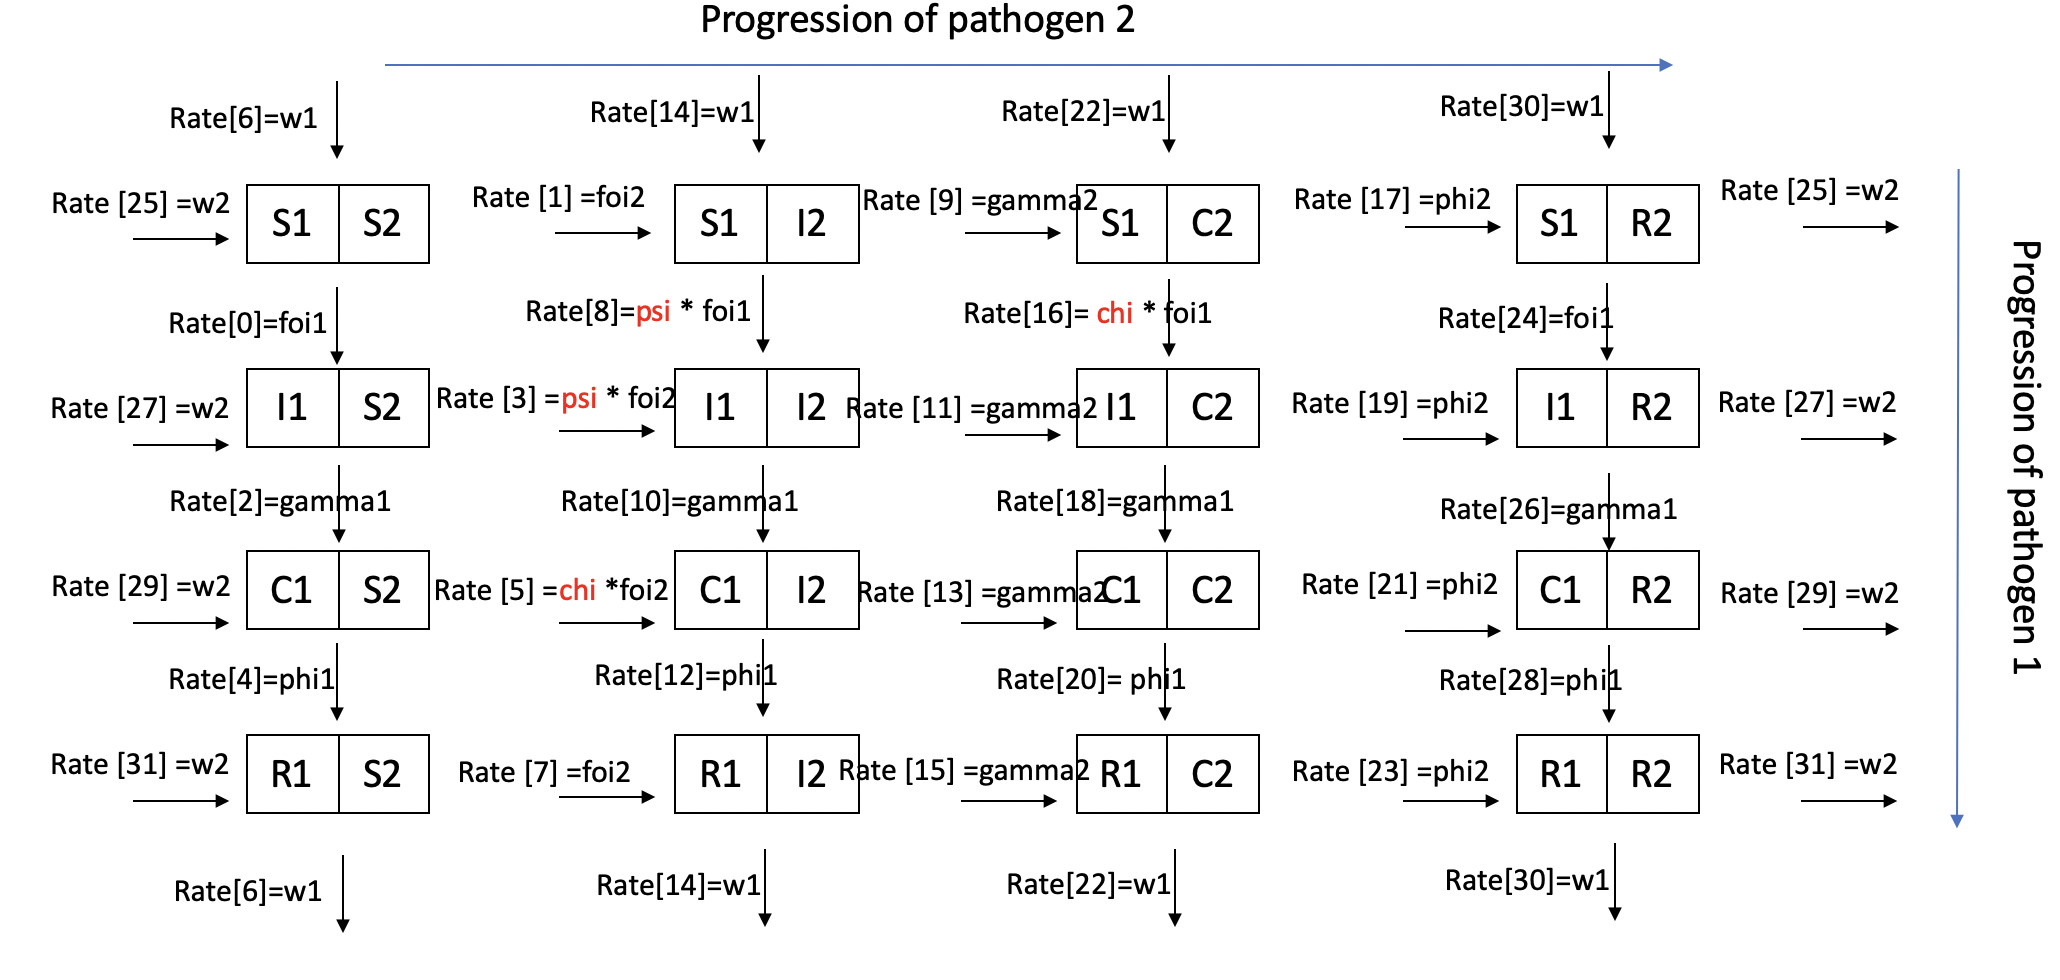 Progression of pathogen 2
Rate[6]=w1
Rate[14]=w1
Rate[22]=w1
Rate[30]=w1
Rate [25] =w2
S1 S2
Rate [1] =foi2
S1 I2
Rate [9] =gamma2
S1 C2
Rate [17] =phi2
S1 R2
Rate [25] =w2
Rate[0]=foi1
Rate[8]=psi * foi1
Rate[16]= chi * foi1
Rate[24]=foi1
Rate [27] =w2
I1 S2
Rate [3] =psi * foi2
I1 I2
Rate [11] =gamma2
I1 C2
Rate [19] =phi2
I1 R2
Rate [27] =w2
Rate[2]=gamma1
Rate[10]=gamma1
Rate[18]=gamma1
Rate[26]=gamma1
Rate [29] =w2
C1 S2
Rate [5] =chi *foi2
C1 I2
Rate [13] =gamma2
C1 C2
Rate [21] =phi2
C1 R2
Rate [29] =w2
Rate[4]=phi1
Rate[12]=phi1
Rate[20]= phi1
Rate[28]=phi1
Rate [31] =w2
R1 S2
Rate [7] =foi2
R1 I2
Rate [15] =gamma2
R1 C2
Rate [23] =phi2
R1 R2
Rate [31] =w2
Rate[6]=w1
Rate[14]=w1
Rate[22]=w1
Rate[30]=w1
Progression of pathogen 1